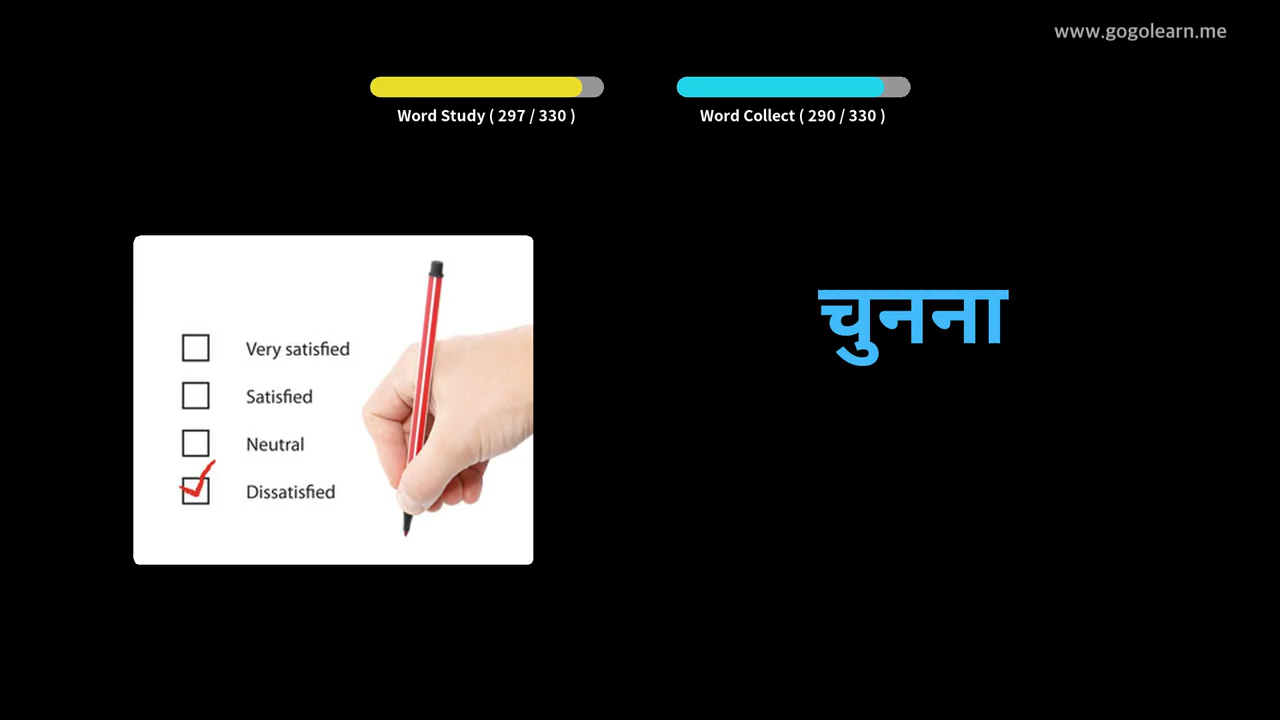 www.gogolearn.me
Word Study ( 297 / 330 )
Word Collect ( 290 / 330 )
Very satisfied
Satisfied
Neutral
Dissatisfied
चुनना